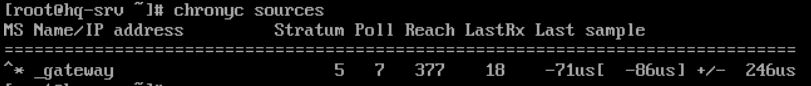 [root@hq-srv ~]# chronyc sources
MS Name/IP address         Stratum Poll Reach LastRx Last sample
===============================================================================
^* _gateway                      5   7   377    18    -71us[  -86us] +/-  246us